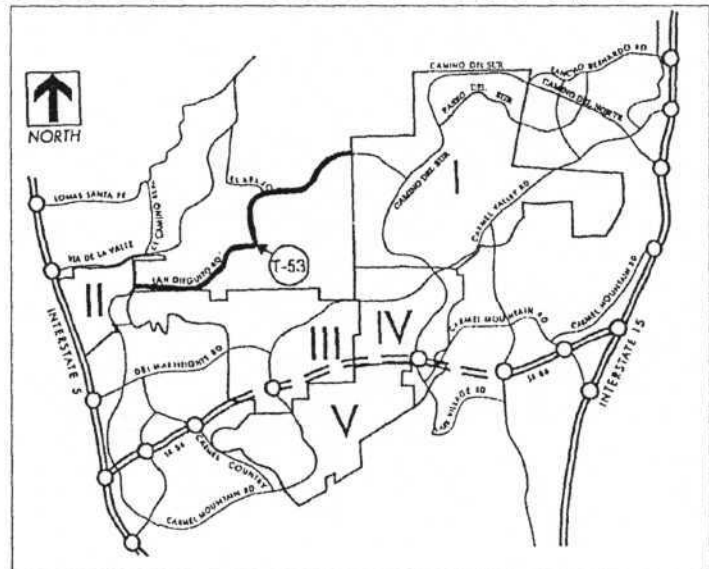 CAMINO DEL SUR
RANCHO BERNARDO RD
CAMINO DEL NORTE
PASEO DEL SUR
NORTE
NORTH
LOMAS SANTA FE
EL CAMINO REAL
EL APAJO
CAMINO DEL SUR
I
CARMEL VALLEY RD
VIA DE LA VALLE
SAN DIEGUITO RD.
T-53
II
INTERSTATE 5
III
IV
CARMEL MOUNTAIN RD
CARMEL MOUNTAIN RD
DEL MAR HEIGHTS RD
SR 56
INTERSTATE 15
V
VILLAGE RD
SR 56
CARMEL COUNTRY
CARMEL MOUNTAIN RD